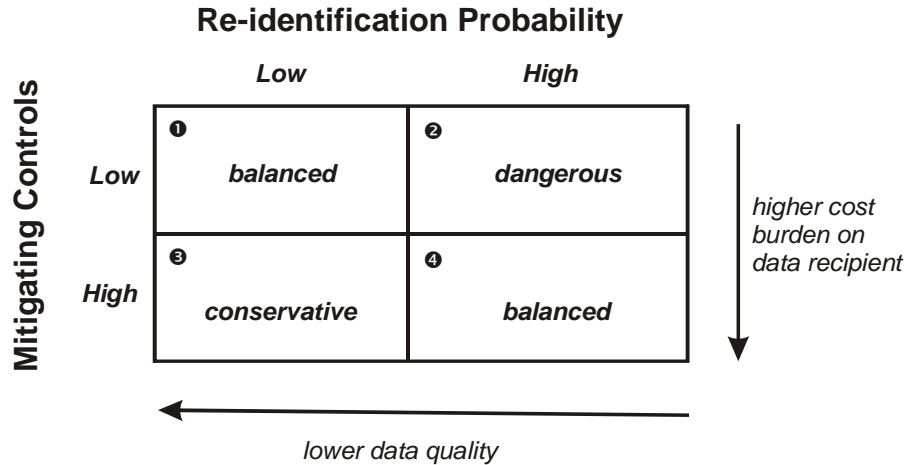 Re-identification Probability
Low High
Mitigating Controls
Low
❶ balanced
❷ dangerous
High
❸ conservative
❹ balanced
higher cost
burden on
data recipient
lower data quality